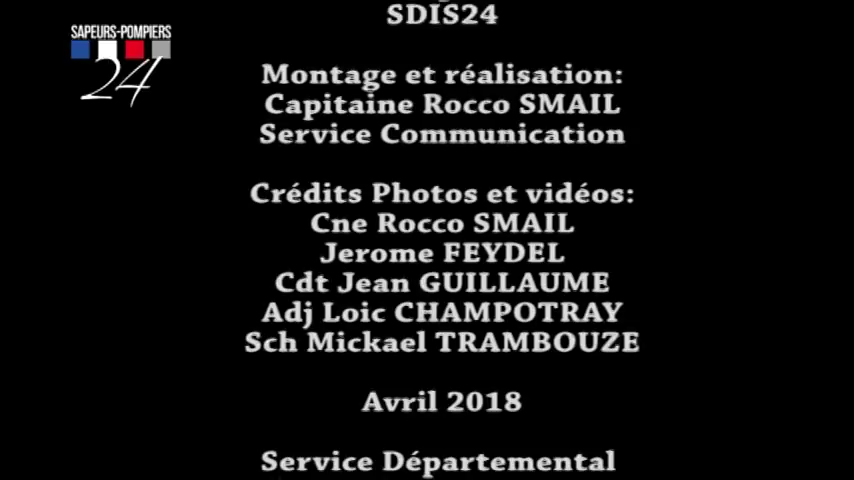 SDIS24
SAPEURS-POMPIERS
24
Montage et réalisation:
Capitaine Rocco SMAIL
Service Communication
Crédits Photos et vidéos:
Cne Rocco SMAIL
Jerome FEYDEL
Cdt Jean GUILLAUME
Adj Loic CHAMPOTRAY
Sch Mickael TRAMBOUZE
Avril 2018
Service Départemental